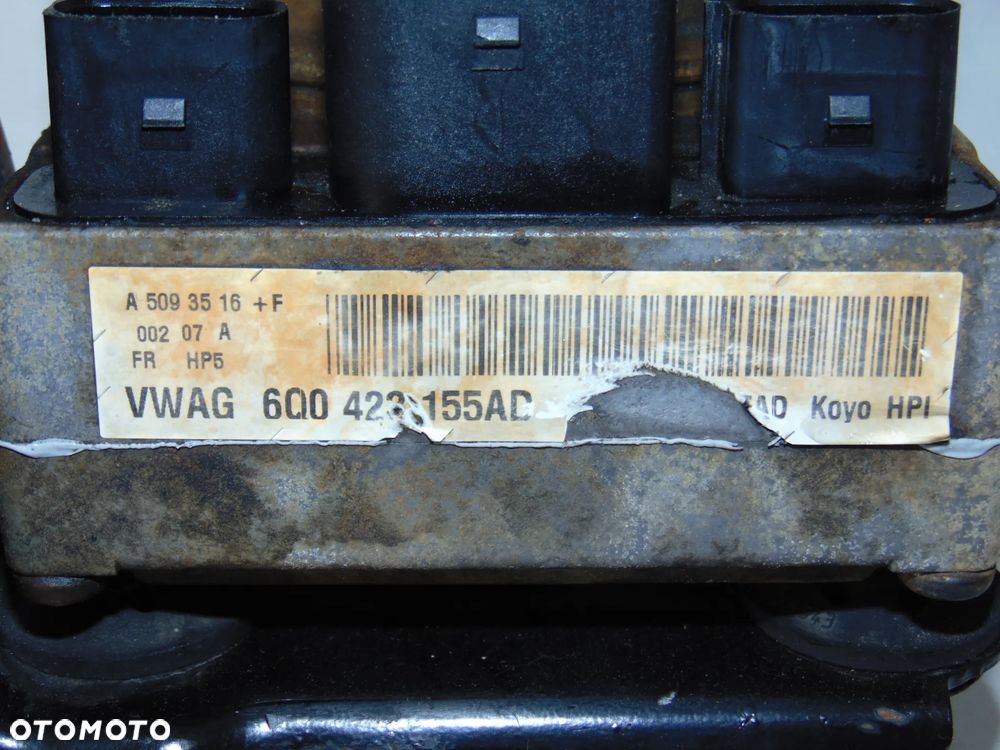 A 509 35 16 +F
002 07 A
FR HP5
VWAG 6Q0 423 155AD Koyo HPI
OTOMOTO